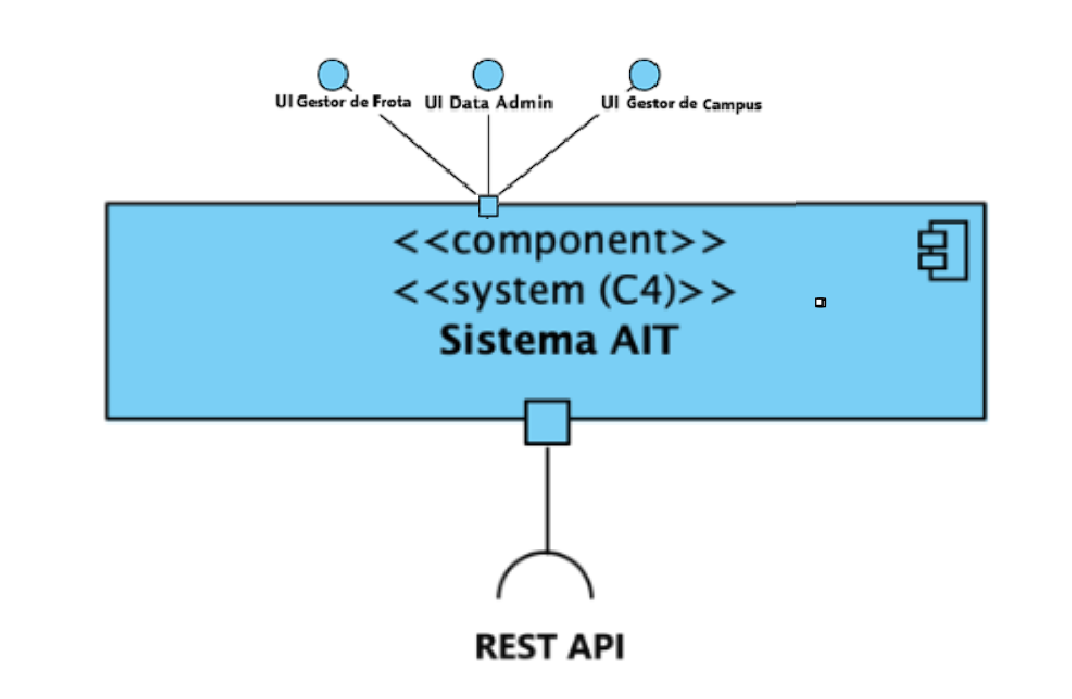 UI Gestor de Frota
UI Data Admin
UI Gestor de Campus
<<component>>
<<system (C4)>>
Sistema AIT
REST API